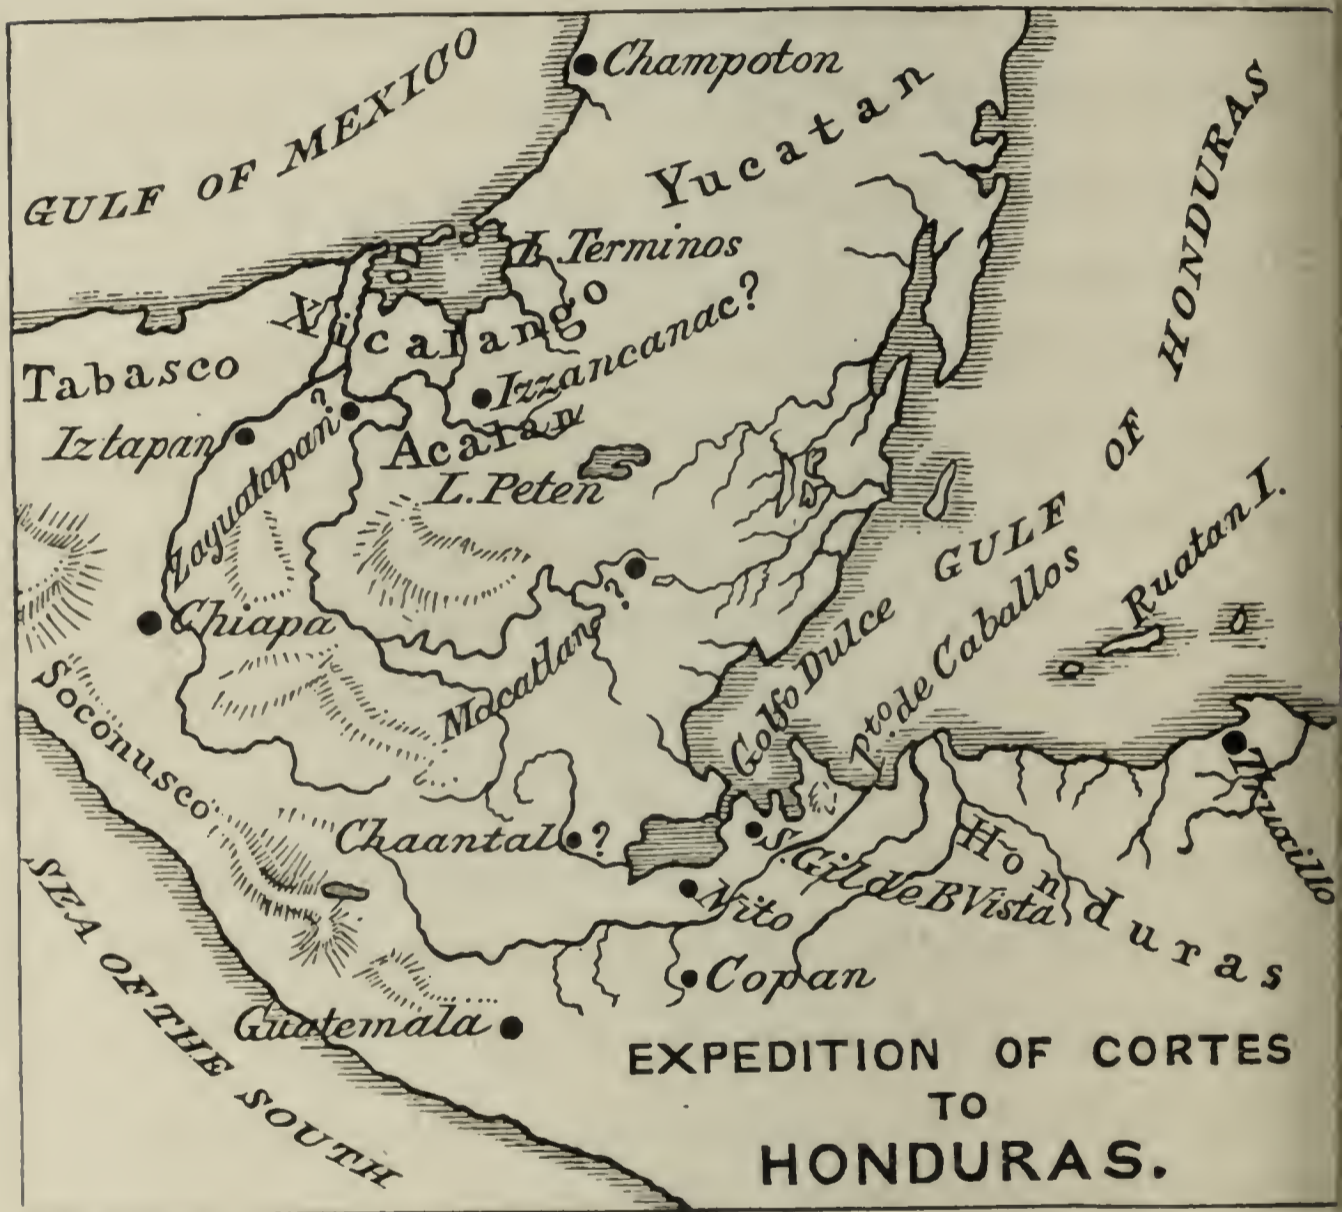 Champoton
GULF OF MEXICO
Yucatan
GULF OF HONDURAS
L. Terminos
Xicalango
Tabasco
Izzancanac?
Iztapan
Zaguatapan?
Acalan
L. Peten
Chiapa
Macatlan?
Ruatan I.
Golfo Dulce
Pto. de Caballos
Soconusco
Truxillo
Chaantal ?
S. Gil de B Vista
Honduras
Nito
Copan
SEA OF THE SOUTH
Guatemala
EXPEDITION OF CORTES
TO
HONDURAS.